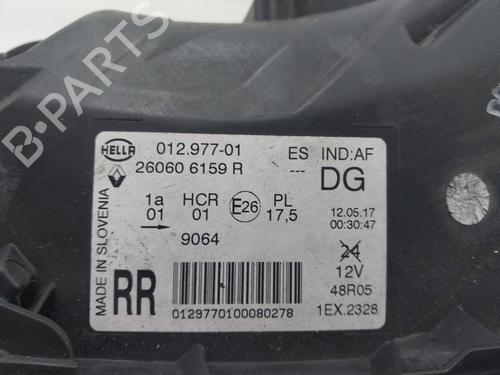 B-PARTS
HELLA 012.977-01 ES IND:AF
26060 6159 R --- DG
1a HCR E26 PL
01 01 17,5
12.05.17
00:30:47
9064
24
12V
48R05
MADE IN SLOVENIA
RR
0129770100080278
1EX.2328